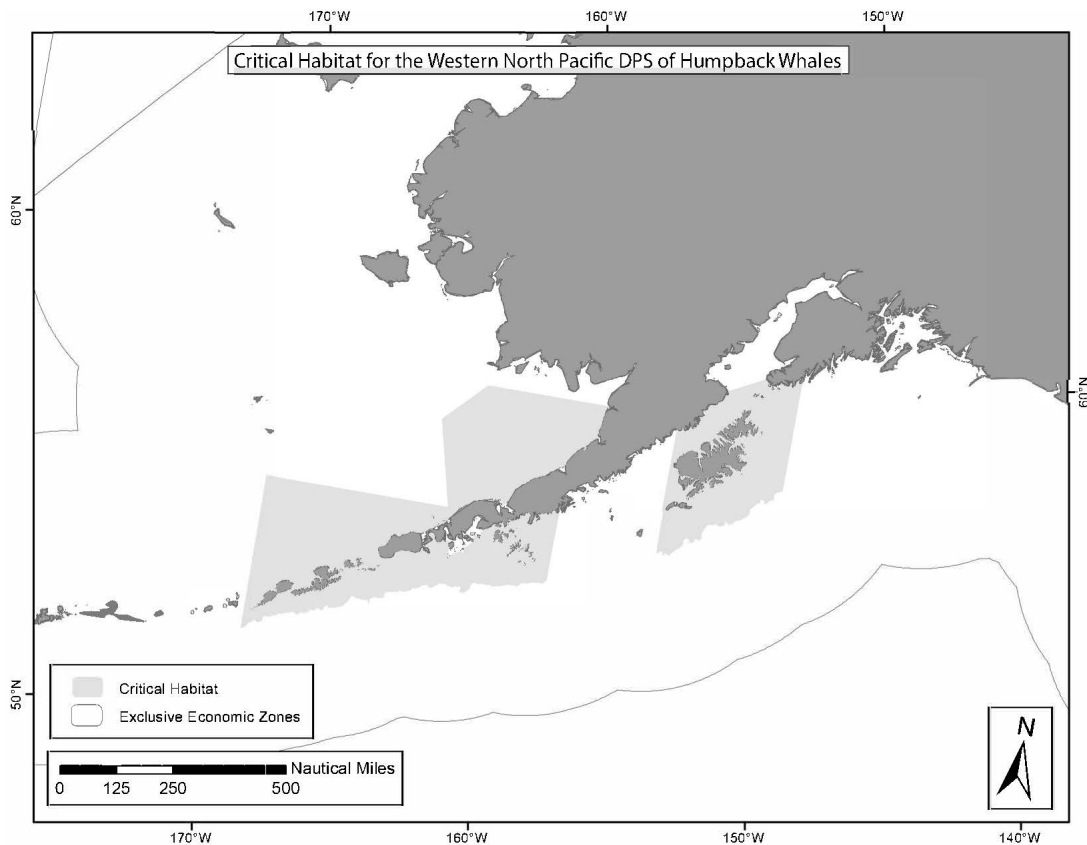 170°W 160°W 150°W
Critical Habitat for the Western North Pacific DPS of Humpback Whales
60°N
60°N
50°N
Critical Habitat
Exclusive Economic Zones
Nautical Miles
0 125 250 500
N
170°W 160°W 150°W 140°W